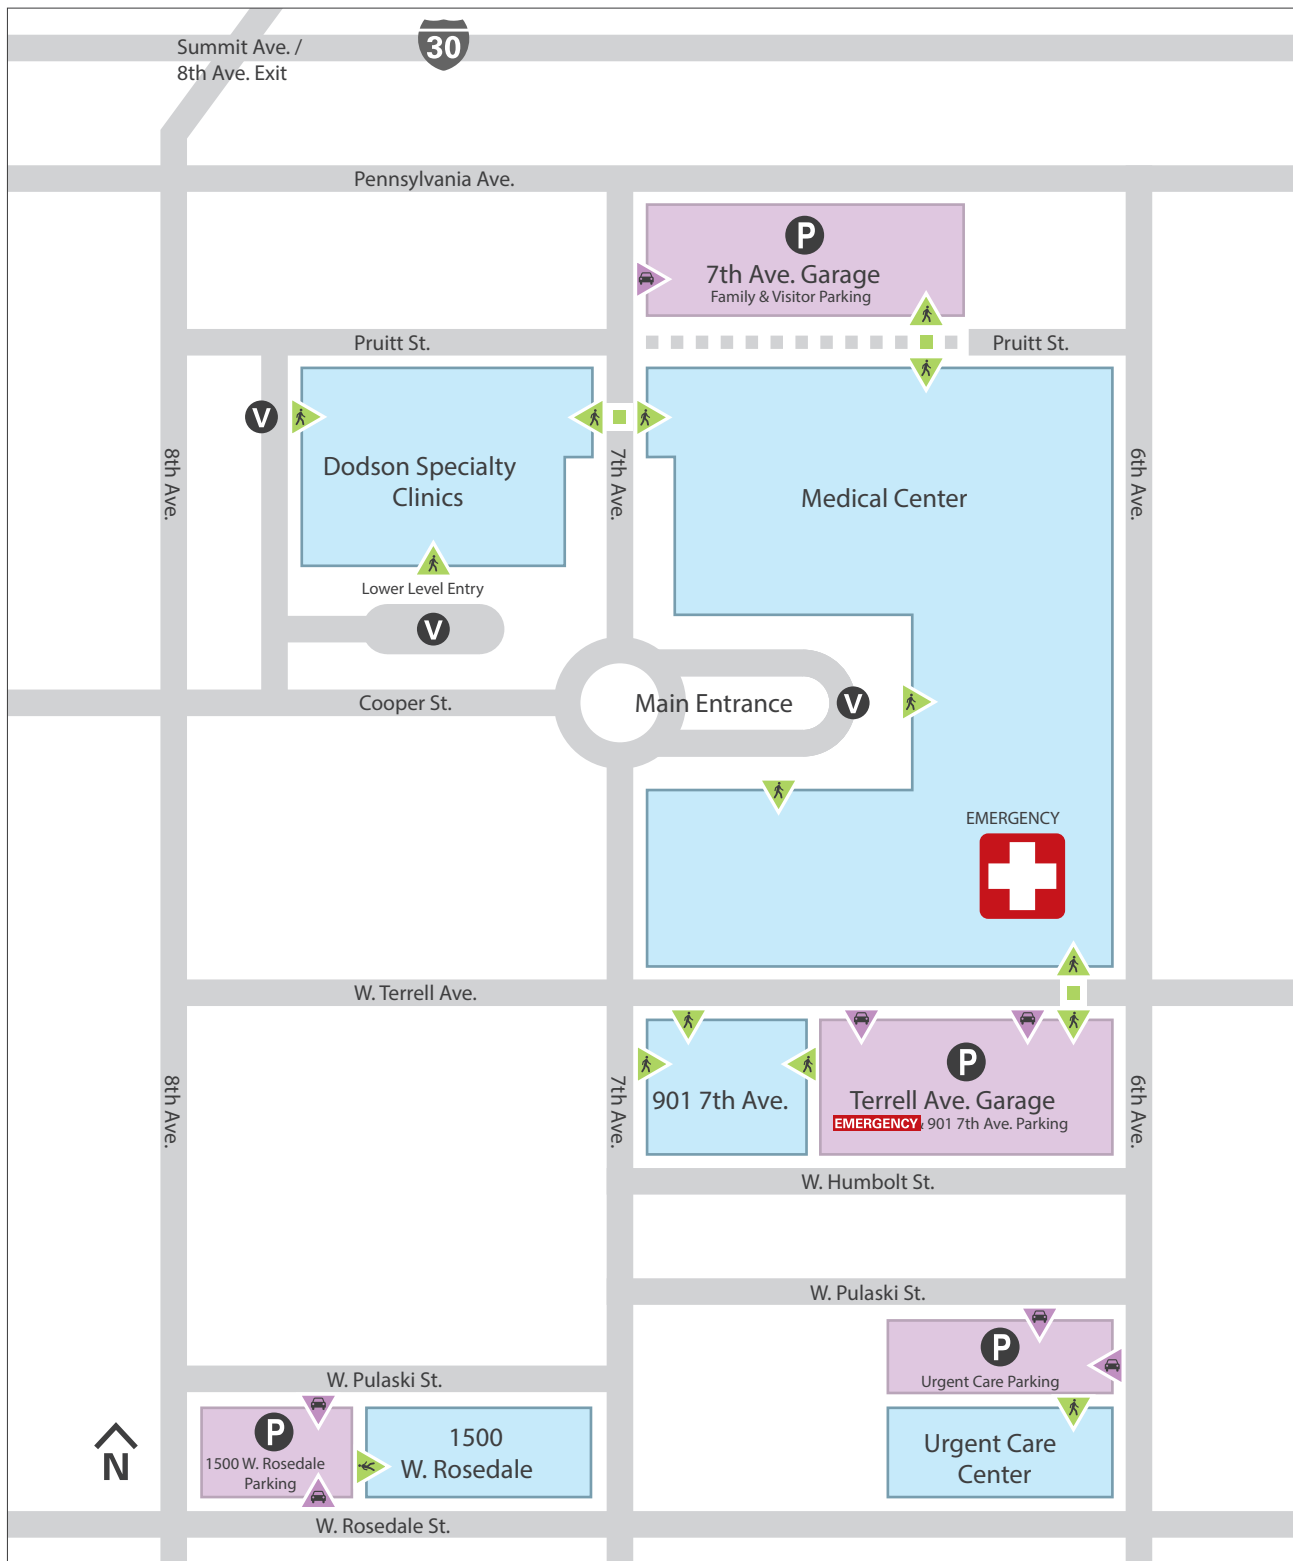 Summit Ave. /
8th Ave. Exit
30
Pennsylvania Ave.
P
7th Ave. Garage
Family & Visitor Parking
Pruitt St.
Pruitt St.
V
Dodson Specialty
Clinics
8th Ave.
7th Ave.
6th Ave.
Medical Center
Lower Level Entry
V
Cooper St.
Main Entrance
V
EMERGENCY
W. Terrell Ave.
8th Ave.
7th Ave.
6th Ave.
901 7th Ave.
P
Terrell Ave. Garage
EMERGENCY 901 7th Ave. Parking
W. Humbolt St.
W. Pulaski St.
P
Urgent Care Parking
W. Pulaski St.
P
1500 W. Rosedale
Parking
1500
W. Rosedale
Urgent Care
Center
N
W. Rosedale St.